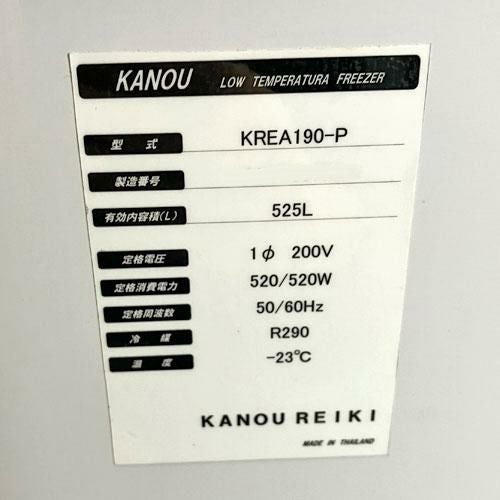 KANOU LOW TEMPERATURA FREEZER
型式 KREA190-P
製造番号
有効内容積(L) 525L
定格電圧 1φ 200V
定格消費電力 520/520W
定格周波数 50/60Hz
冷媒 R290
温度 -23℃
KANOU REIKI
MADE IN THAILAND